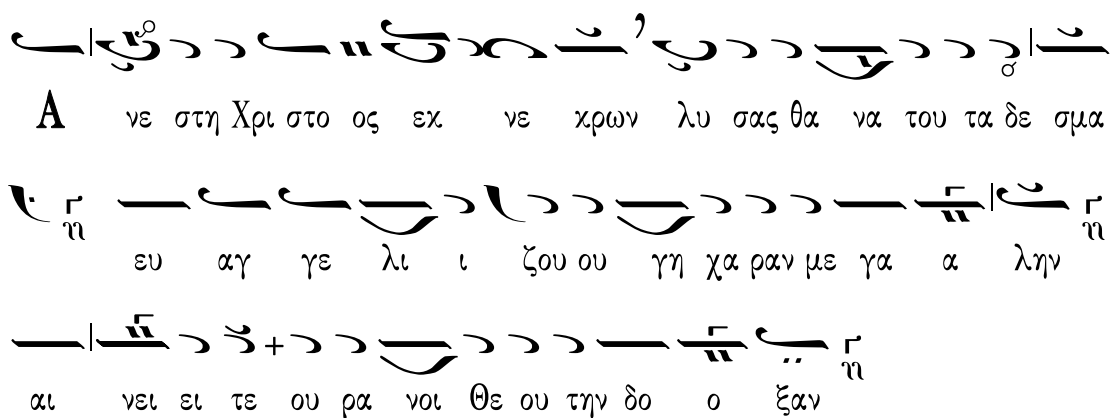 Α νε στη Χρι στο ος εκ νε κρων λυ σας θα να του τα δε σμα
ευ αγ γε λι ι ζου ου γη χα ραν με γα α λην
αι νει ει τε ου ρα νοι Θε ου την δο ο ξαν